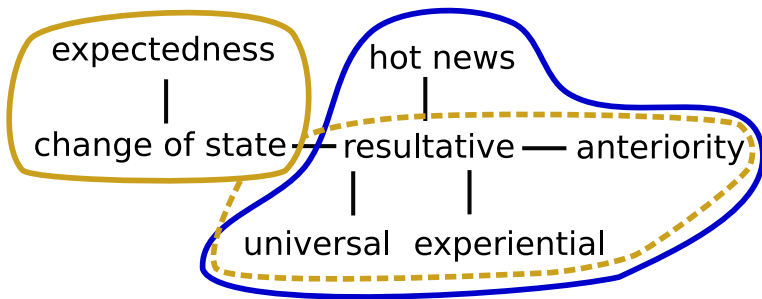 expectedness
hot news
change of state resultative anteriority
universal experiential